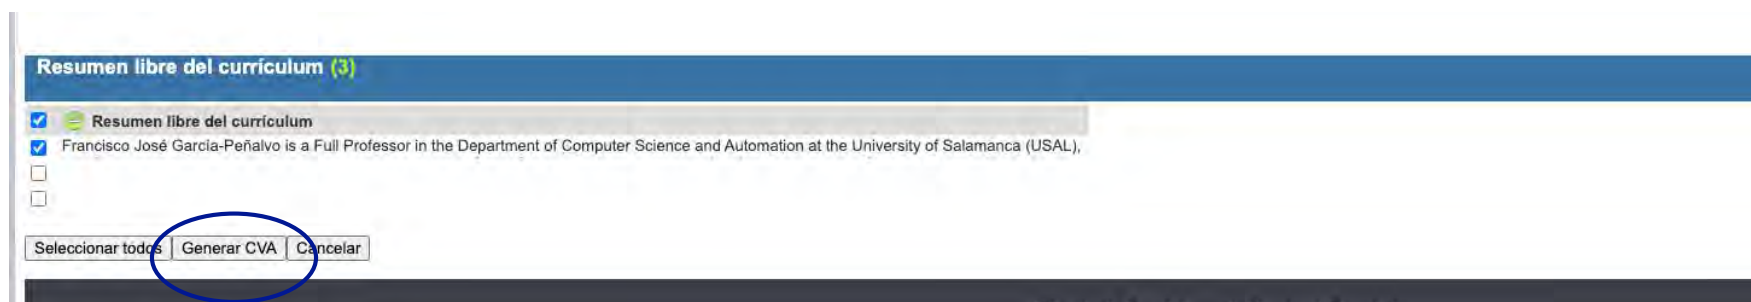 Resumen libre del currículum (3)
Resumen libre del currículum
Francisco José García-Peñalvo is a Full Professor in the Department of Computer Science and Automation at the University of Salamanca (USAL),
Seleccionar todos Generar CVA Cancelar